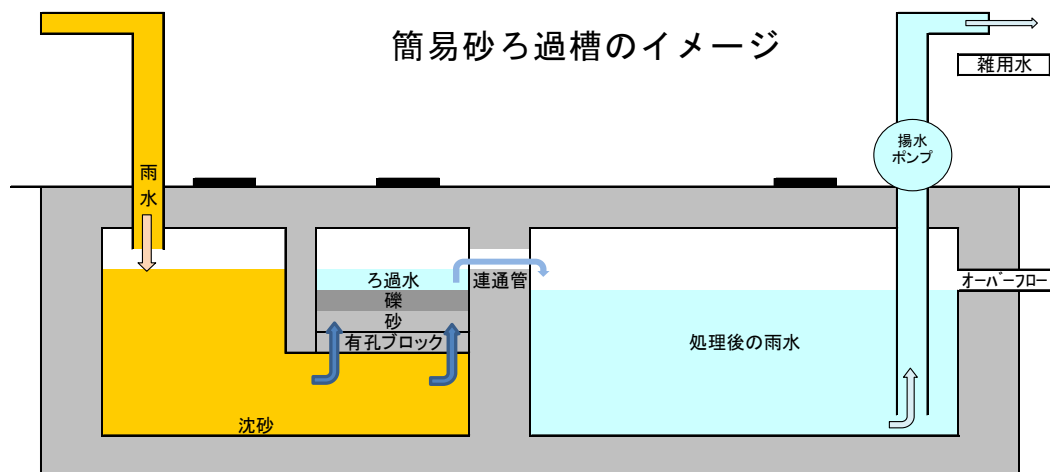 簡易砂ろ過槽のイメージ
雑用水
揚水
ポンプ
雨
水
ろ過水
連通管
オーバーフロー
礫
砂
有孔ブロック
処理後の雨水
沈砂